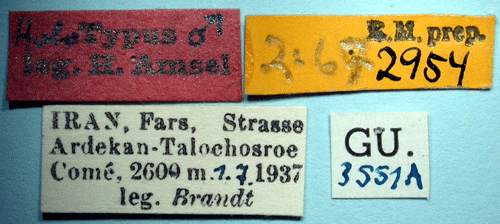 HoloTypus ♂
leg. H. Amsel
R.M. prep.
2954
IRAN, Fars, Strasse
Ardekan-Talochosroe
Comé, 2600 m. 1.7.1937
leg. Brandt
GU.
3551A